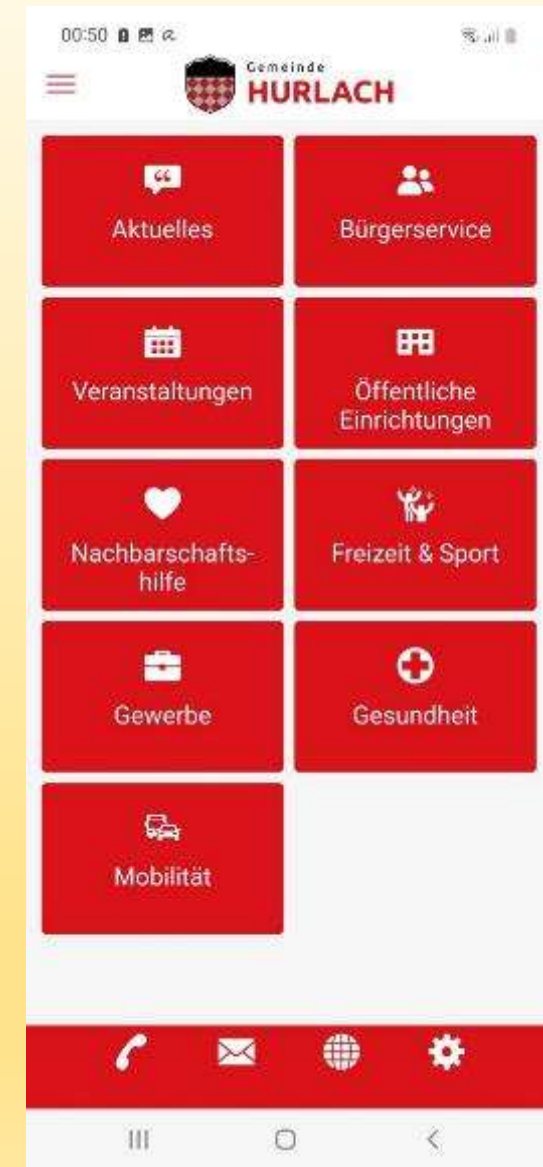 00:50
Gemeinde
HURLACH
Aktuelles
Bürgerservice
Veranstaltungen
Öffentliche
Einrichtungen
Nachbarschafts-
hilfe
Freizeit & Sport
Gewerbe
Gesundheit
Mobilität